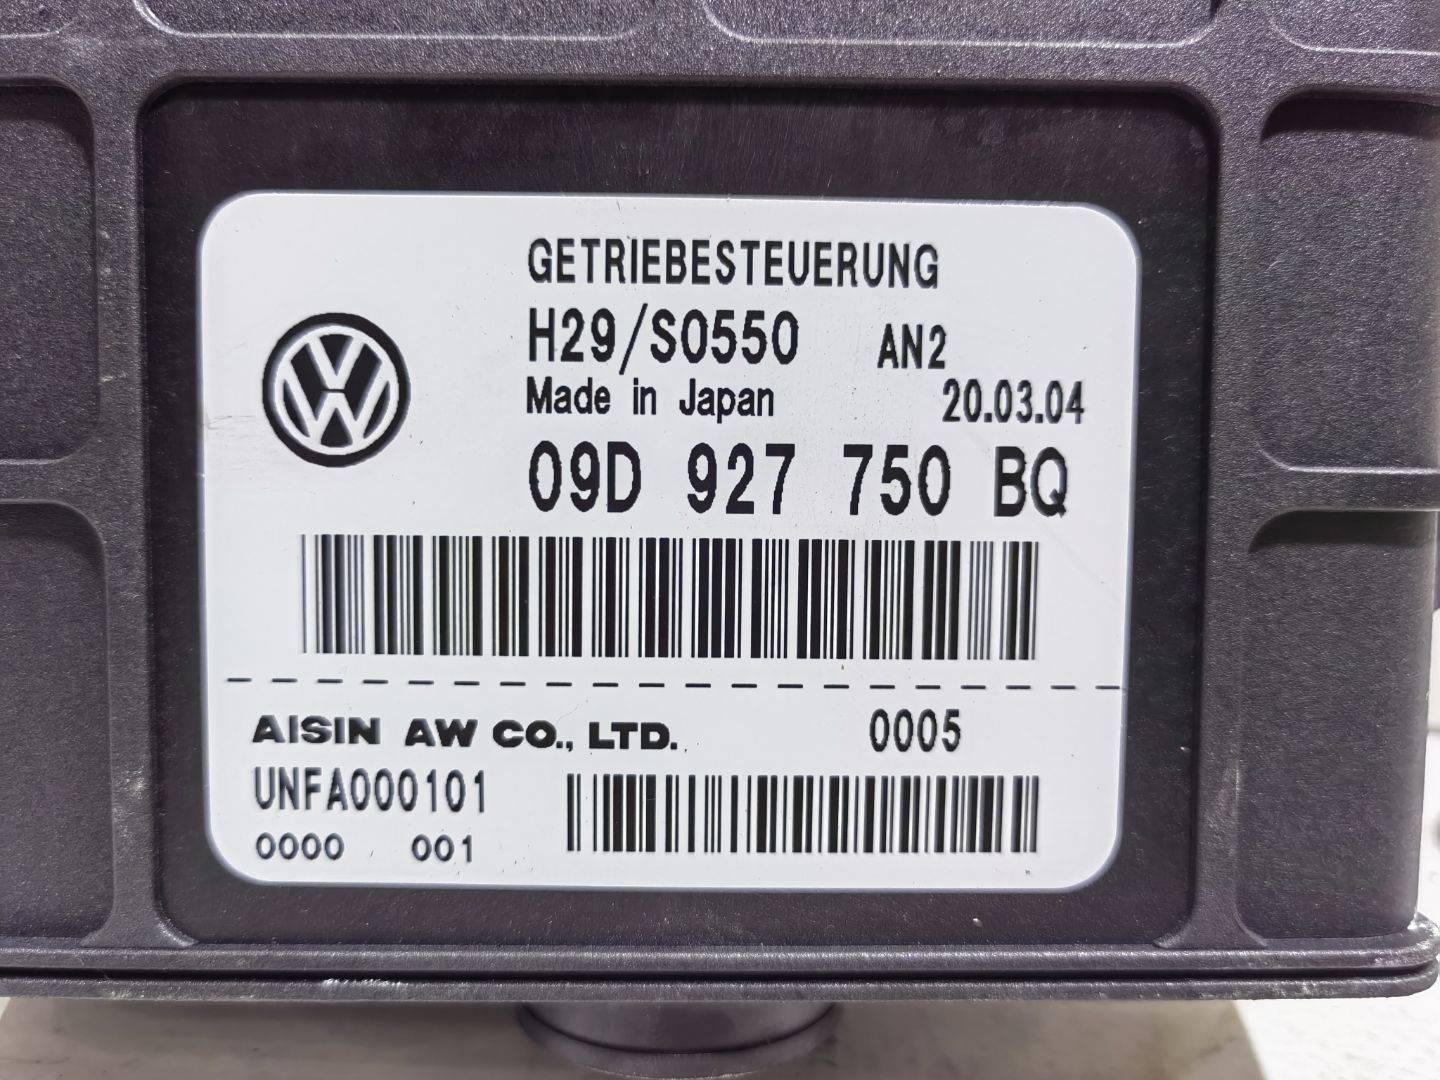 GETRIEBESTEUERUNG
H29/S0550 AN2
Made in Japan 20.03.04
09D 927 750 BQ
AISIN AW CO., LTD. 0005
UNFA000101
0000 001